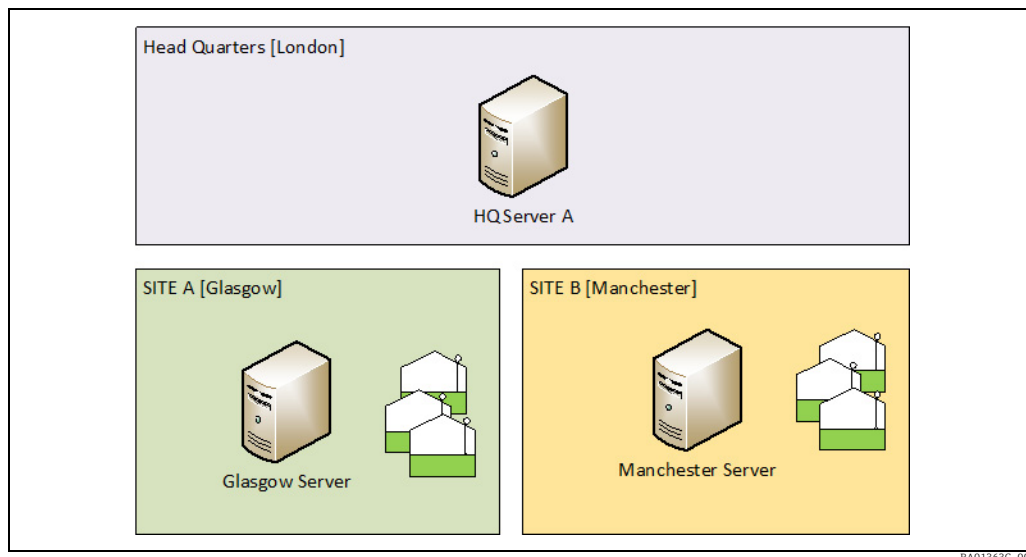 Head Quarters [London]
HQ Server A
SITE A [Glasgow]
SITE B [Manchester]
Glasgow Server
Manchester Server